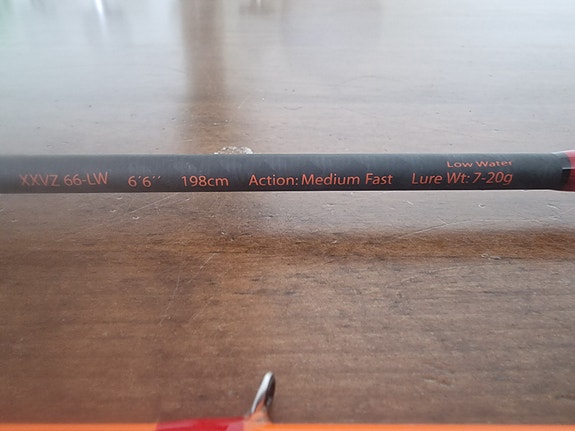 Low Water
XXVZ 66-LW 6´6´´ 198cm Action: Medium Fast Lure Wt: 7-20g